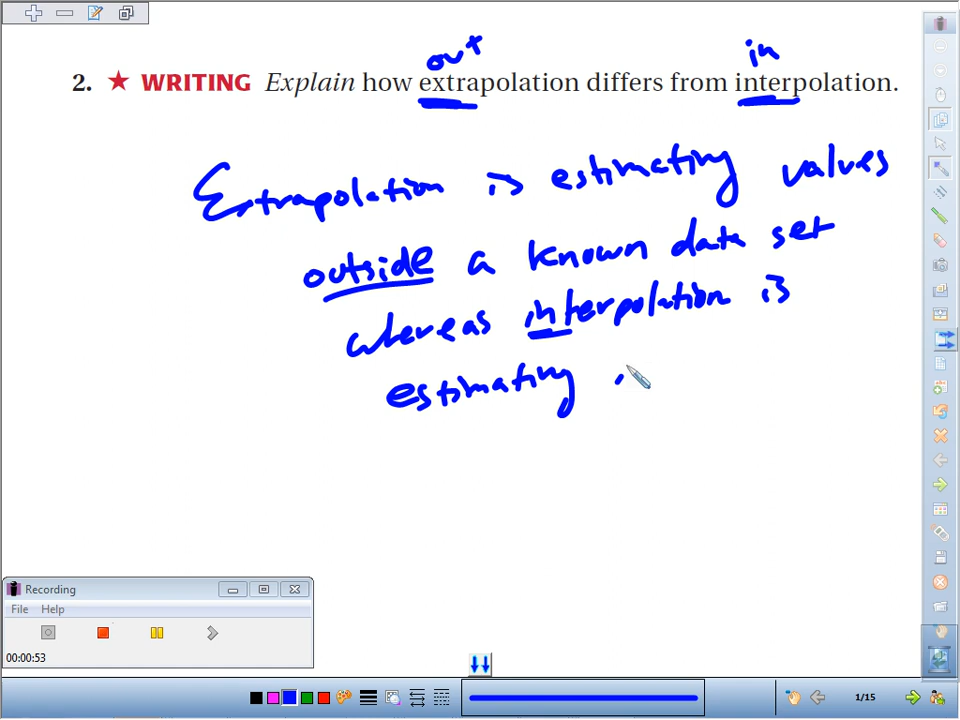 out in
2. ★ WRITING Explain how extrapolation differs from interpolation.
Extrapolation is estimating values
outside a known data set
whereas interpolation is
estimating
Recording
File Help
00:00:53
1/15